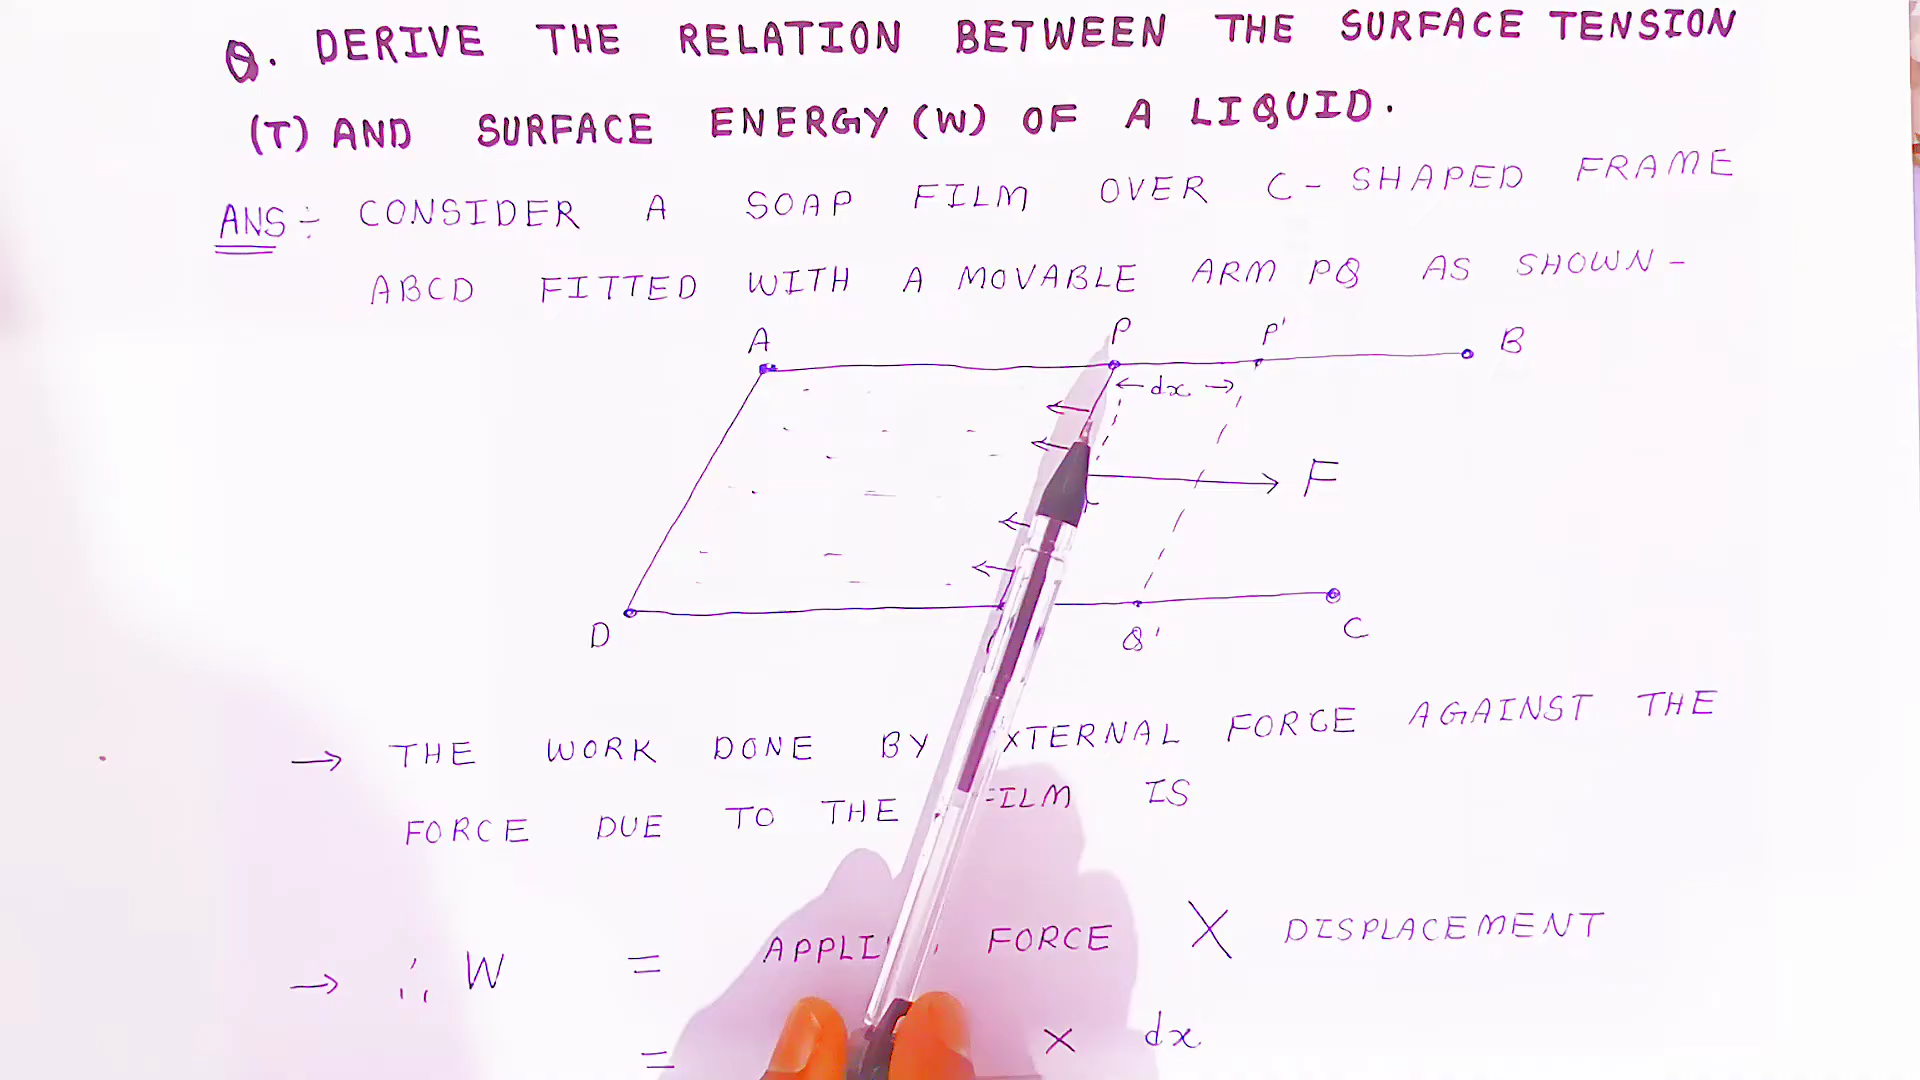 Q. DERIVE THE RELATION BETWEEN THE SURFACE TENSION
(T) AND SURFACE ENERGY (W) OF A LIQUID.
ANS÷ CONSIDER A SOAP FILM OVER C- SHAPED FRAME
ABCD FITTED WITH A MOVABLE ARM PQ AS SHOWN-
A P P' B
← dx →
F
D Q' C
→ THE WORK DONE BY XTERNAL FORCE AGAINST THE
FORCE DUE TO THE FILM IS
→ ∴ W = APPLI FORCE X DISPLACEMENT
= × dx